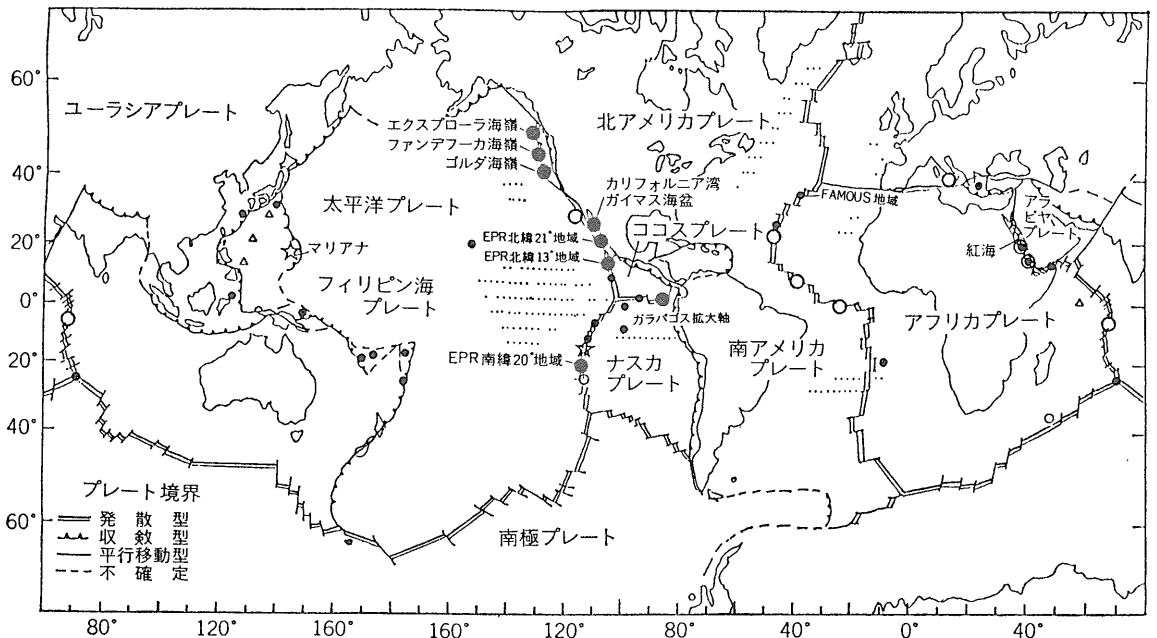 60°
40°
20°
0°
20°
40°
60°
ユーラシアプレート
エクスプローラ海嶺
ファンデフーカ海嶺
ゴルダ海嶺
北アメリカプレート
太平洋プレート
カリフォルニア湾
ガイマス海盆
FAMOUS地域
アラ
ビヤ
プレート
紅海
マリアナ
EPR北緯21°地域
EPR北緯13°地域
ココスプレート
フィリピン海
プレート
ガラパゴス拡大軸
アフリカプレート
EPR南緯20°地域
ナスカ
プレート
南アメリカ
プレート
プレート境界
発散型
収斂型
平行移動型
不確定
南極プレート
80°
120°
160°
160°
120°
80°
40°
0°
40°